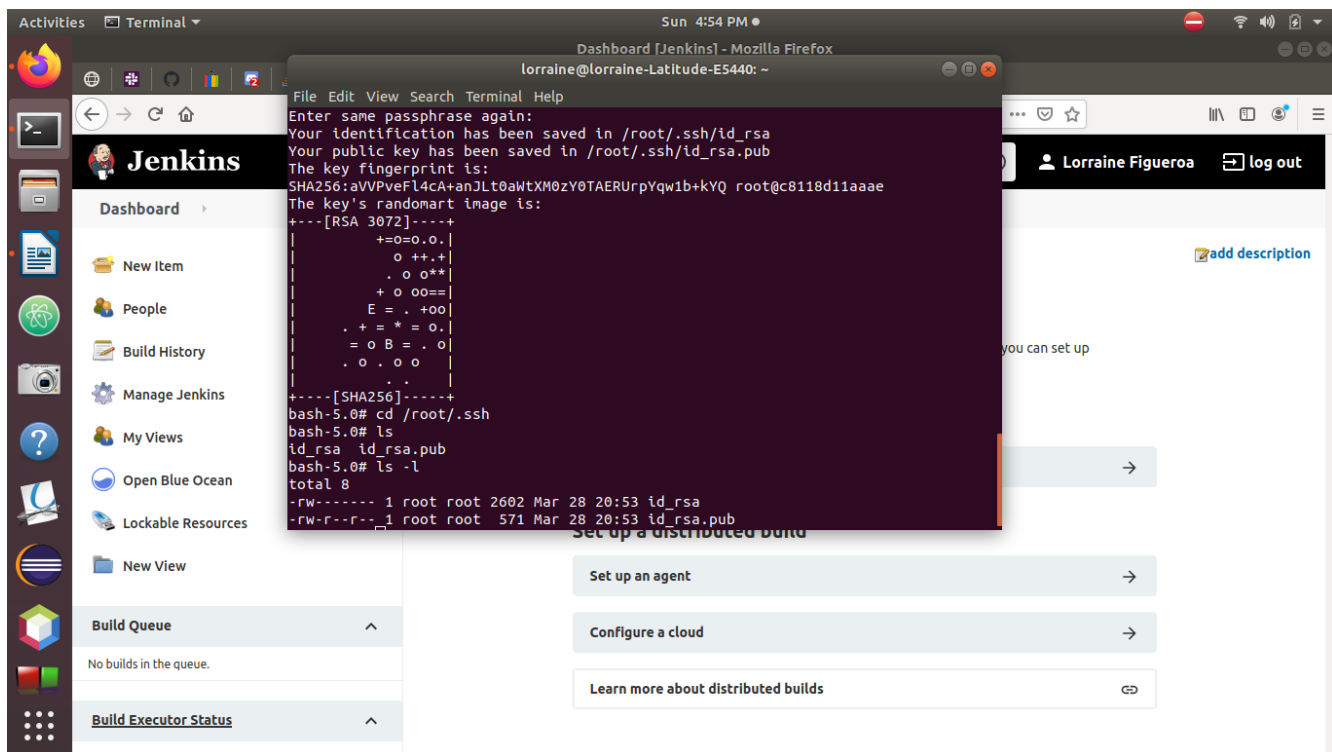 Activities Terminal Sun 4:54 PM
Dashboard [Jenkins] - Mozilla Firefox
lorraine@lorraine-Latitude-E5440: ~
File Edit View Search Terminal Help
Enter same passphrase again:
Your identification has been saved in /root/.ssh/id_rsa
Your public key has been saved in /root/.ssh/id_rsa.pub
The key fingerprint is:
SHA256:aVVPveFl4cA+anJLt0aWtXM0zY0TAERUrpYqw1b+kYQ root@c8118d11aaae
The key's randomart image is:
+---[RSA 3072]----+
|        +=o=o.o.|
|          o ++.+|
|         . o o**|
|        + o oo==|
|       E = . +oo|
|    . + = * = o.|
|     = o B = . o|
|    . o . o o   |
|         . .    |
+----[SHA256]-----+
bash-5.0# cd /root/.ssh
bash-5.0# ls
id_rsa id_rsa.pub
bash-5.0# ls -l
total 8
-rw------- 1 root root 2602 Mar 28 20:53 id_rsa
-rw-r--r-- 1 root root 571 Mar 28 20:53 id_rsa.pub
Jenkins
Lorraine Figueroa log out
Dashboard
add description
New Item
People
Build History
Manage Jenkins
My Views
Open Blue Ocean
Lockable Resources
New View
Build Queue
No builds in the queue.
Build Executor Status
you can set up
Set up a distributed build
Set up an agent
Configure a cloud
Learn more about distributed builds